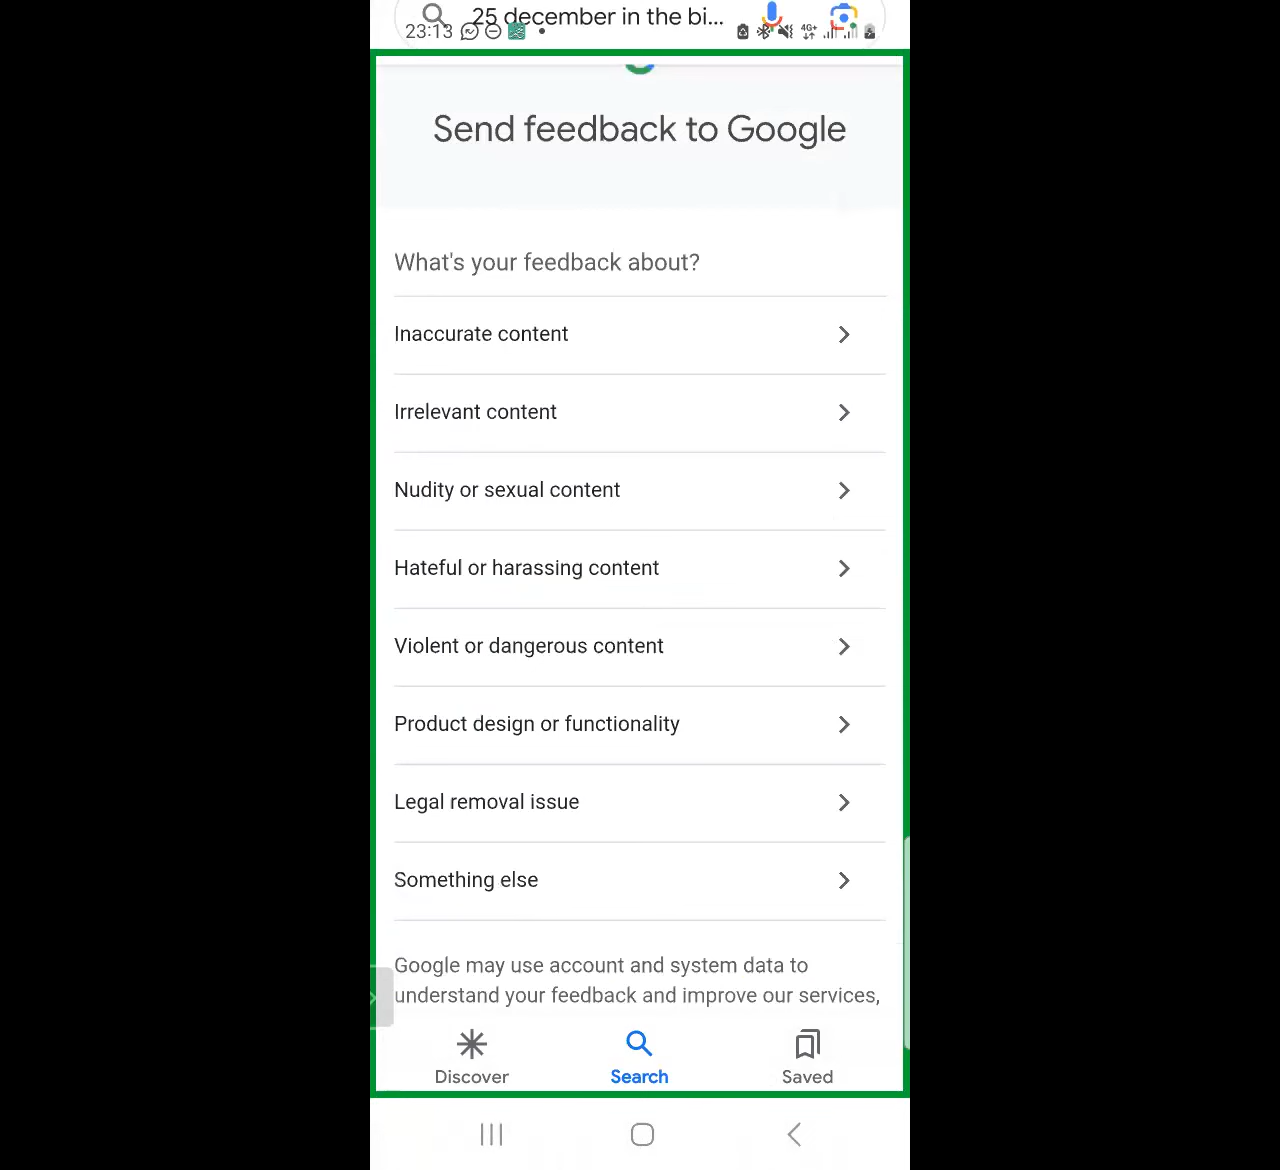 25 december in the bi...
23:13
4G+
Send feedback to Google
What's your feedback about?
Inaccurate content
Irrelevant content
Nudity or sexual content
Hateful or harassing content
Violent or dangerous content
Product design or functionality
Legal removal issue
Something else
Google may use account and system data to
understand your feedback and improve our services,
Discover
Search
Saved